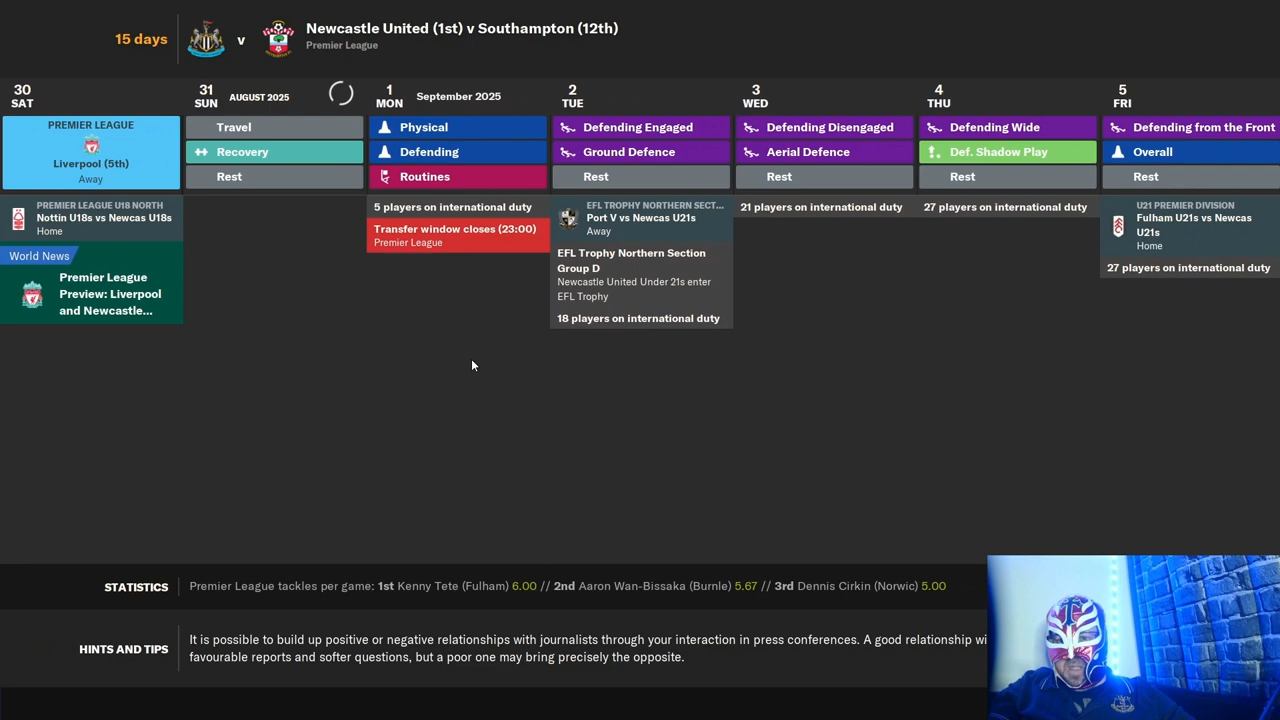 15 days
v
Newcastle United (1st) v Southampton (12th)
Premier League
30
SAT
31
SUN
AUGUST 2025
1
MON
September 2025
2
TUE
3
WED
4
THU
5
FRI
PREMIER LEAGUE
Liverpool (5th)
Away
Travel
Recovery
Rest
Physical
Defending
Routines
Defending Engaged
Ground Defence
Rest
Defending Disengaged
Aerial Defence
Rest
Defending Wide
Def. Shadow Play
Rest
Defending from the Front
Overall
Rest
PREMIER LEAGUE U18 NORTH
Nottin U18s vs Newcas U18s
Home
World News
Premier League
Preview: Liverpool
and Newcastle...
5 players on international duty
Transfer window closes (23:00)
Premier League
EFL TROPHY NORTHERN SECT...
Port V vs Newcas U21s
Away
EFL Trophy Northern Section
Group D
Newcastle United Under 21s enter
EFL Trophy
18 players on international duty
21 players on international duty
27 players on international duty
U21 PREMIER DIVISION
Fulham U21s vs Newcas
U21s
Home
27 players on international duty
STATISTICS
Premier League tackles per game: 1st Kenny Tete (Fulham) 6.00 // 2nd Aaron Wan-Bissaka (Burnle) 5.67 // 3rd Dennis Cirkin (Norwic) 5.00
HINTS AND TIPS
It is possible to build up positive or negative relationships with journalists through your interaction in press conferences. A good relationship wi
favourable reports and softer questions, but a poor one may bring precisely the opposite.